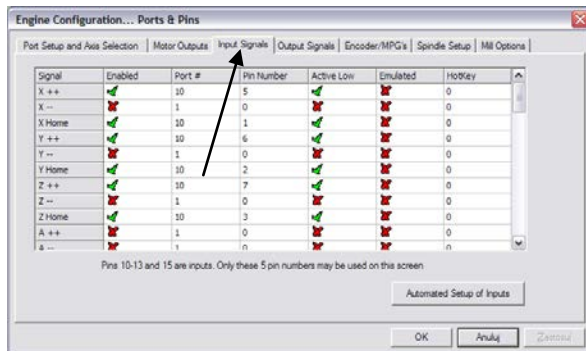 Engine Configuration... Ports & Pins
Port Setup and Axis Selection Motor Outputs Input Signals Output Signals Encoder/MPG's Spindle Setup Mill Options
Signal Enabled Port # Pin Number Active Low Emulated HotKey
X ++ 10 5 0
X -- 1 0 0
X Home 10 1 0
Y ++ 10 6 0
Y -- 1 0 0
Y Home 10 2 0
Z ++ 10 7 0
Z -- 1 0 0
Z Home 10 3 0
A ++ 1 0 0
A -- 1 0 0
Pins 10-13 and 15 are inputs. Only these 5 pin numbers may be used on this screen
Automated Setup of Inputs
OK Anuluj Zastosuj